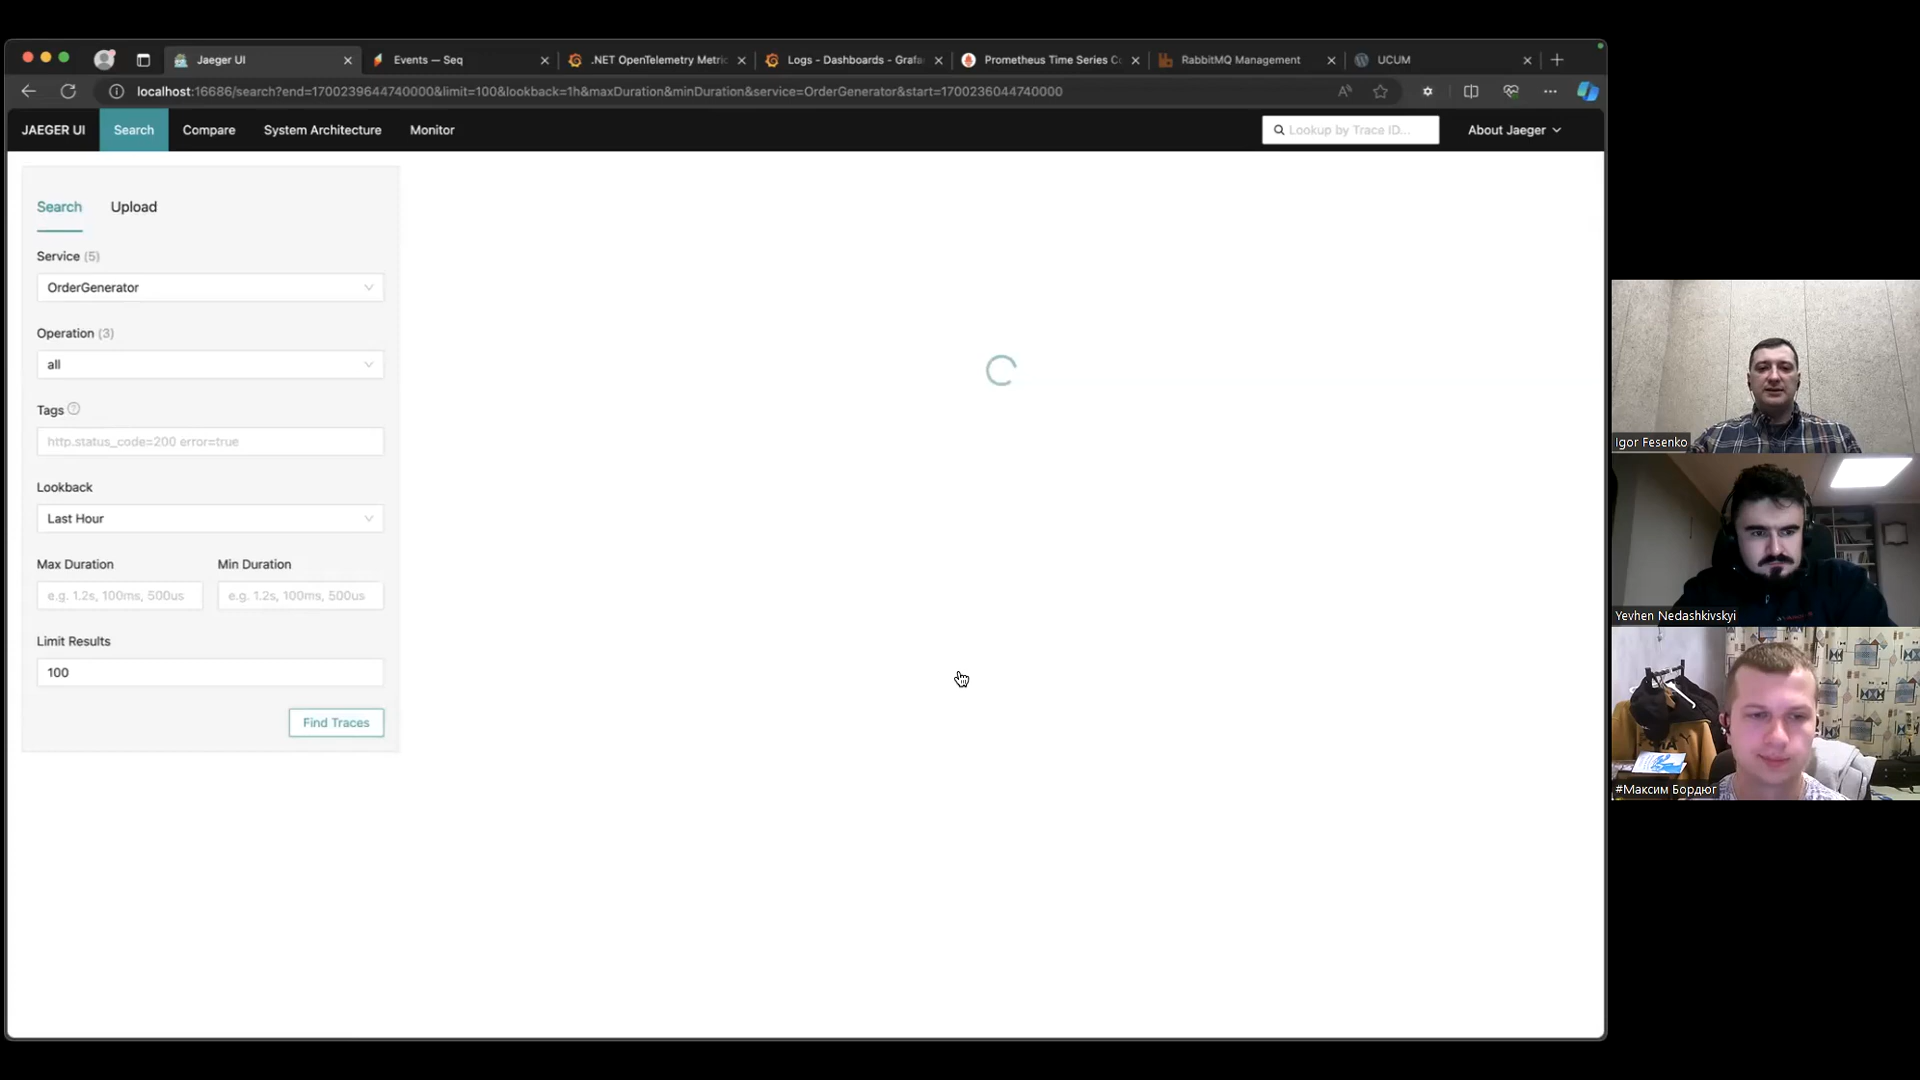 Jaeger UI
Events — Seq
.NET OpenTelemetry Metric
Logs - Dashboards - Grafa
Prometheus Time Series Co
RabbitMQ Management
UCUM
localhost:16686/search?end=1700239644740000&limit=100&lookback=1h&maxDuration&minDuration&service=OrderGenerator&start=1700236044740000
JAEGER UI
Search
Compare
System Architecture
Monitor
Lookup by Trace ID...
About Jaeger
Search
Upload
Service (5)
OrderGenerator
Operation (3)
all
Tags
http.status_code=200 error=true
Lookback
Last Hour
Max Duration
Min Duration
e.g. 1.2s, 100ms, 500us
e.g. 1.2s, 100ms, 500us
Limit Results
100
Find Traces
Igor Fesenko
Yevhen Nedashkivskyi
#Максим Бордюг